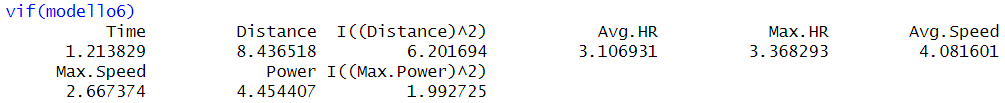 vif(modello6)
Time Distance I((Distance)^2) Avg.HR Max.HR Avg.Speed
1.213829 8.436518 6.201694 3.106931 3.368293 4.081601
Max.Speed Power I((Max.Power)^2)
2.667374 4.454407 1.992725